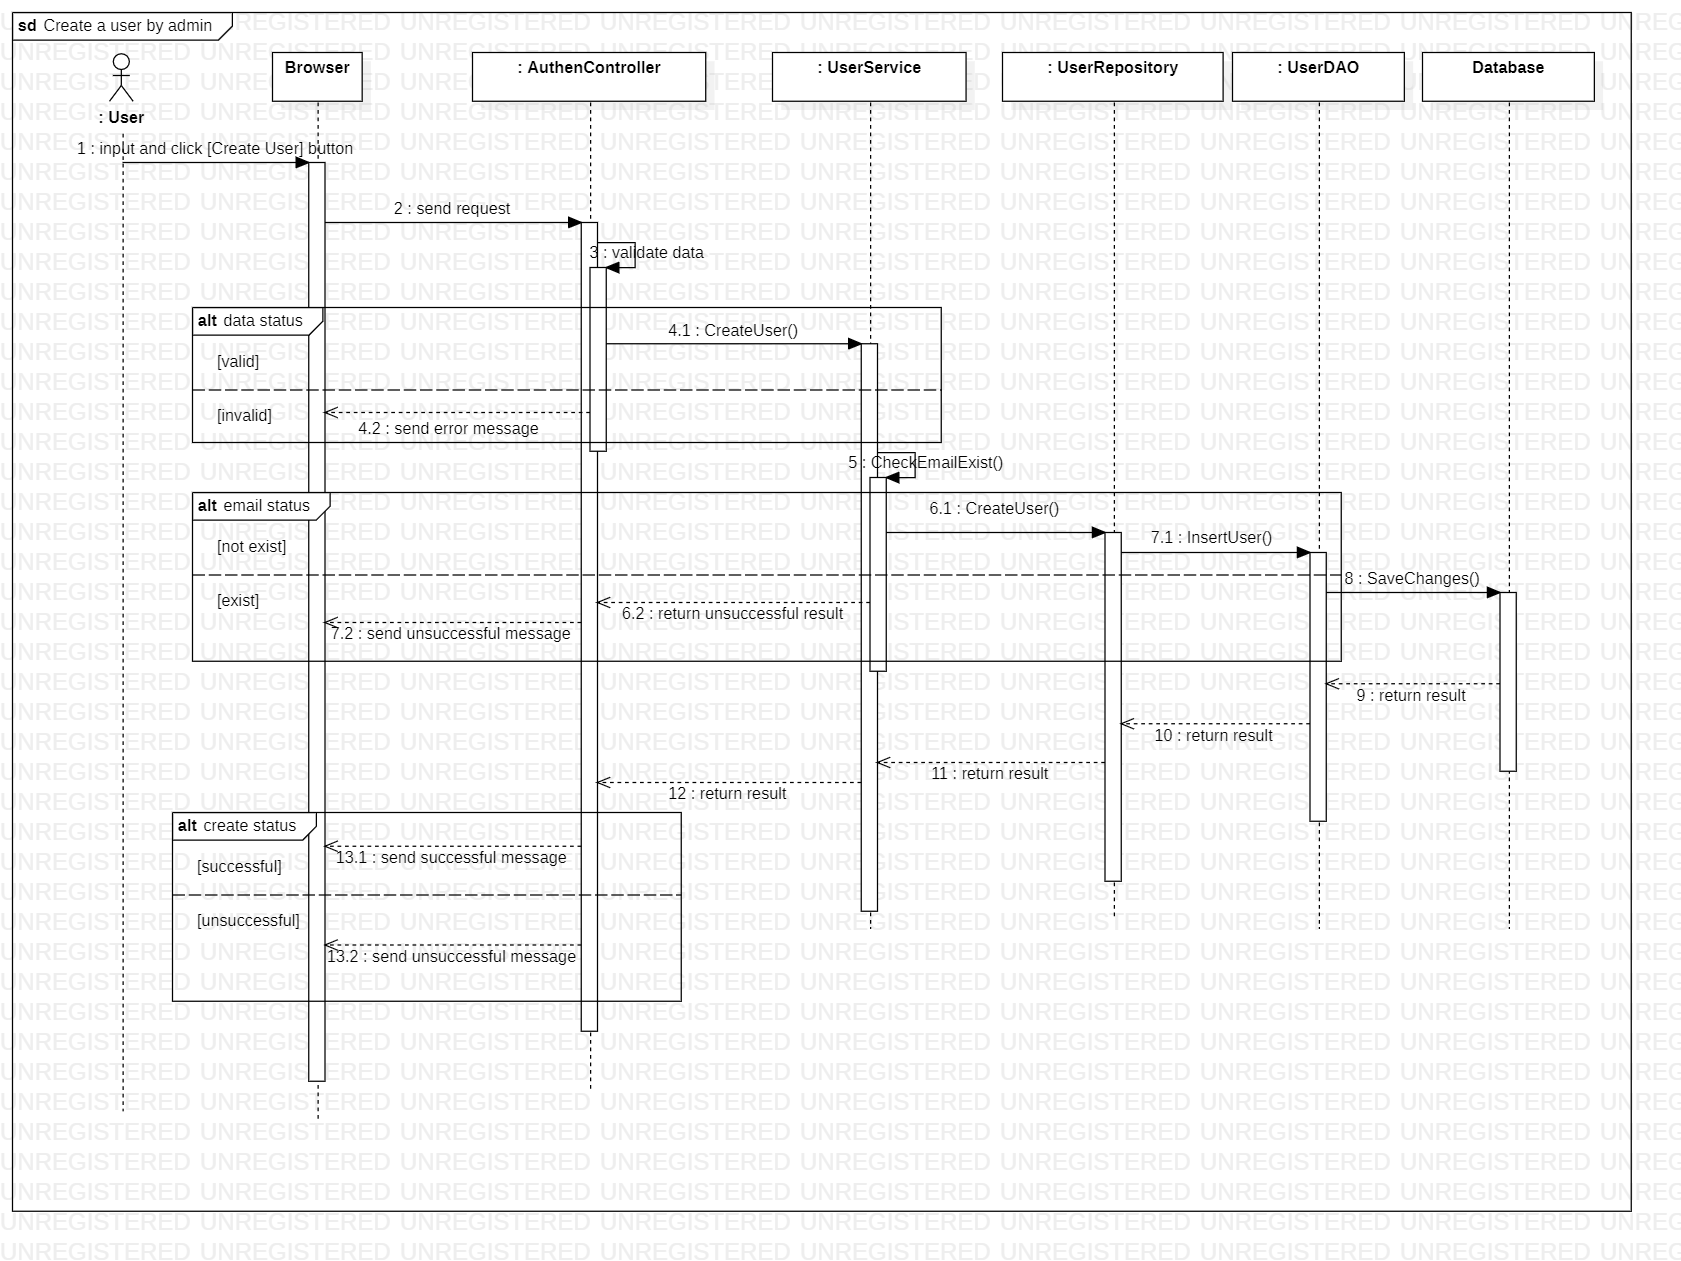 sd Create a user by admin
: User
Browser
: AuthenController
: UserService
: UserRepository
: UserDAO
Database
1 : input and click [Create User] button
2 : send request
3 : validate data
alt data status
4.1 : CreateUser()
[valid]
[invalid]
4.2 : send error message
5 : CheckEmailExist()
alt email status
6.1 : CreateUser()
7.1 : InsertUser()
[not exist]
8 : SaveChanges()
[exist]
6.2 : return unsuccessful result
7.2 : send unsuccessful message
9 : return result
10 : return result
11 : return result
12 : return result
alt create status
13.1 : send successful message
[successful]
[unsuccessful]
13.2 : send unsuccessful message
UNREGISTERED